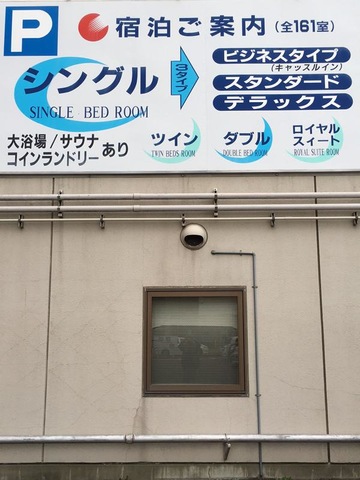 P 宿泊ご案内(全161室)
シングル
SINGLE BED ROOM
3タイプ
ビジネスタイプ
(キャッスルイン)
スタンダード
デラックス
大浴場/サウナ
コインランドリー あり
ツイン
TWIN BEDS ROOM
ダブル
DOUBLE BED ROOM
ロイヤル
スィート
ROYAL SUITE ROOM